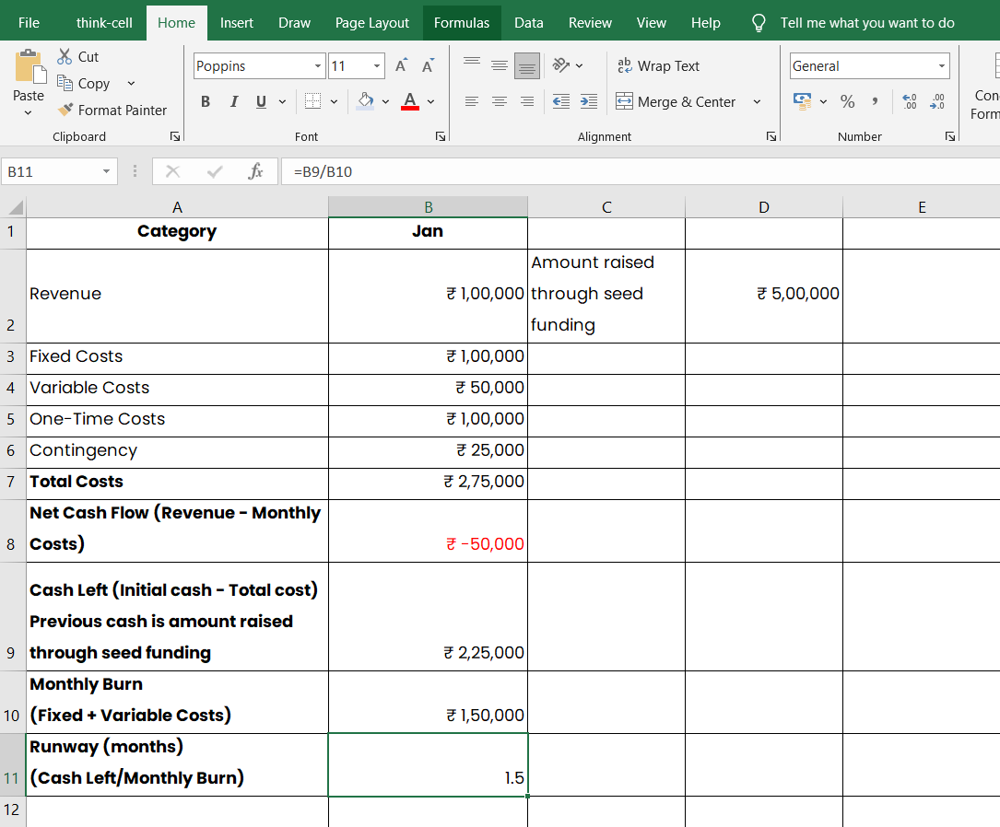 File think-cell Home Insert Draw Page Layout Formulas Data Review View Help Tell me what you want to do
Paste
Cut
Copy
Format Painter
Clipboard
Poppins 11 A A
B I U A
Font
ab Wrap Text
Merge & Center
Alignment
General
% , .0 .00
Number
Con
Form
B11 fx =B9/B10
A B C D E
1 Category Jan
2 Revenue ₹ 1,00,000 Amount raised
through seed
funding ₹ 5,00,000
3 Fixed Costs ₹ 1,00,000
4 Variable Costs ₹ 50,000
5 One-Time Costs ₹ 1,00,000
6 Contingency ₹ 25,000
7 Total Costs ₹ 2,75,000
Net Cash Flow (Revenue - Monthly
8 Costs) ₹ -50,000
Cash Left (Initial cash - Total cost)
Previous cash is amount raised
9 through seed funding ₹ 2,25,000
Monthly Burn
10 (Fixed + Variable Costs) ₹ 1,50,000
Runway (months)
11 (Cash Left/Monthly Burn) 1.5
12